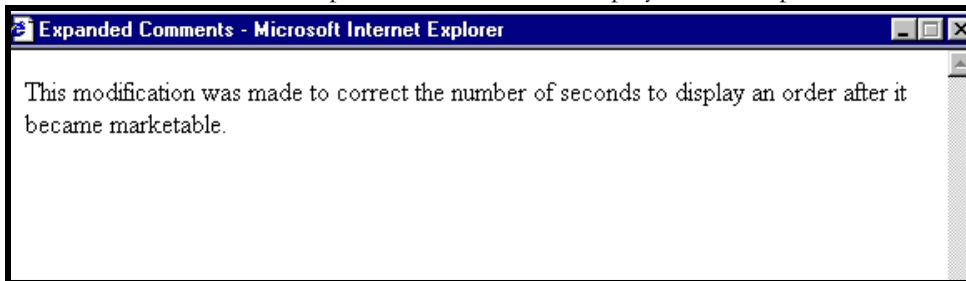 Expanded Comments - Microsoft Internet Explorer
This modification was made to correct the number of seconds to display an order after it
became marketable.